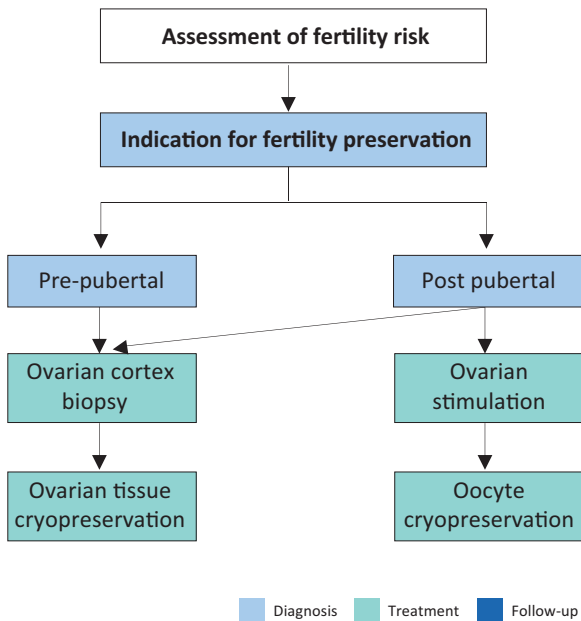 Assessment of fertility risk
Indication for fertility preservation
Pre-pubertal
Post pubertal
Ovarian cortex
biopsy
Ovarian
stimulation
Ovarian tissue
cryopreservation
Oocyte
cryopreservation
Diagnosis
Treatment
Follow-up